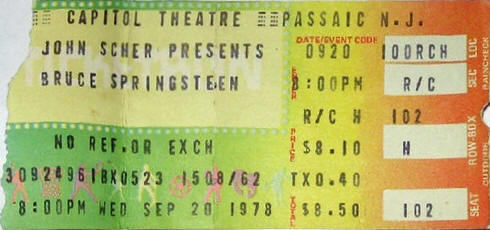 CAPITOL THEATRE PASSAIC N.J.
JOHN SCHER PRESENTS
BRUCE SPRINGSTEEN
DATE/EVENT CODE
0920 100RCH
8:00PM R/C
R/C H 102
PRICE
NO REF.OR EXCH $8.10 H
30924961BX0523 1508/62 TX0.40
TOTAL
8:00PM WED SEP 20 1978 $8.50 102
LOC
SEC
ROW-BOX
SEAT
RAINCHECK